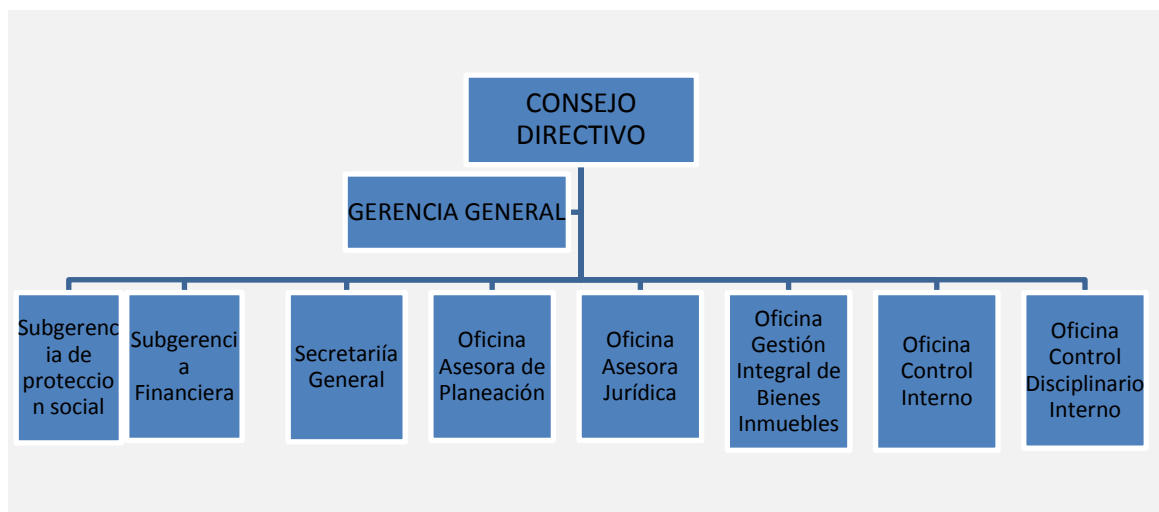 CONSEJO
DIRECTIVO
GERENCIA GENERAL
Subgerenc
ia de
proteccio
n social
Subgerenci
a
Financiera
Secretariía
General
Oficina
Asesora de
Planeación
Oficina
Asesora
Jurídica
Oficina
Gestión
Integral de
Bienes
Inmuebles
Oficina
Control
Interno
Oficina
Control
Disciplinario
Interno